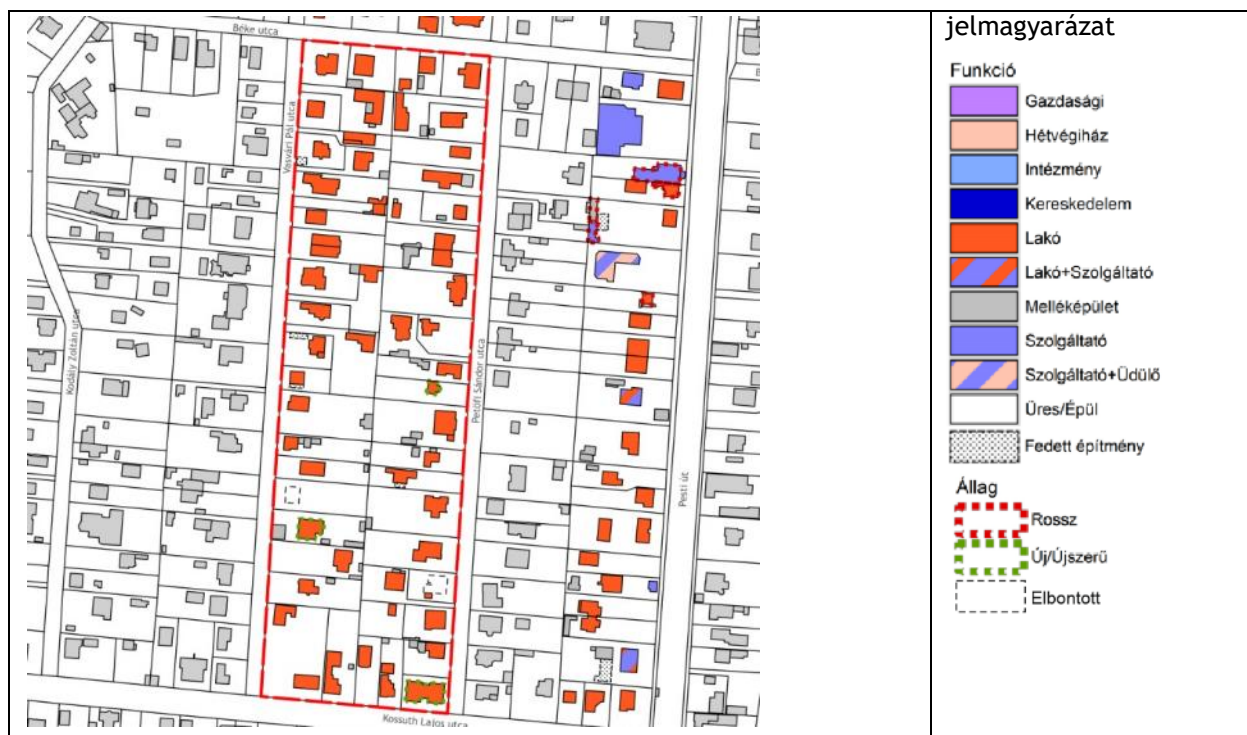 Béke utca
Vasvári Pál utca
Kodály Zoltán utca
Petőfi Sándor utca
Pesti út
Kossuth Lajos utca
jelmagyarázat
Funkció
Gazdasági
Hétvégiház
Intézmény
Kereskedelem
Lakó
Lakó+Szolgáltató
Melléképület
Szolgáltató
Szolgáltató+Üdülő
Üres/Épül
Fedett építmény
Állag
Rossz
Új/Újszerű
Elbontott